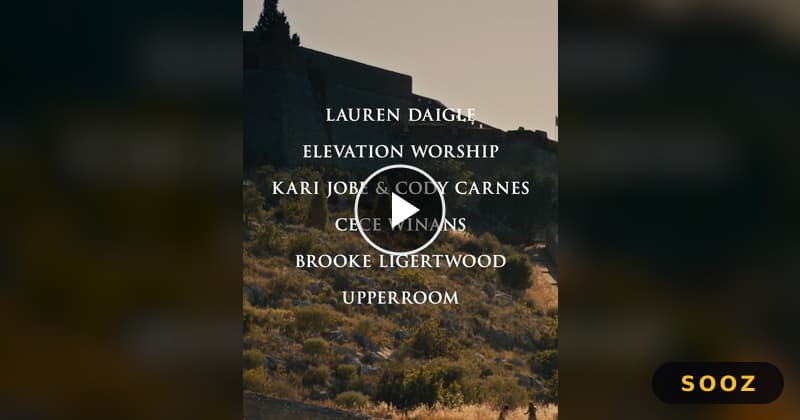 LAUREN DAIGLE
ELEVATION WORSHIP
KARI JOBE & CODY CARNES
CECE WINANS
BROOKE LIGERTWOOD
UPPERROOM
SOOZ